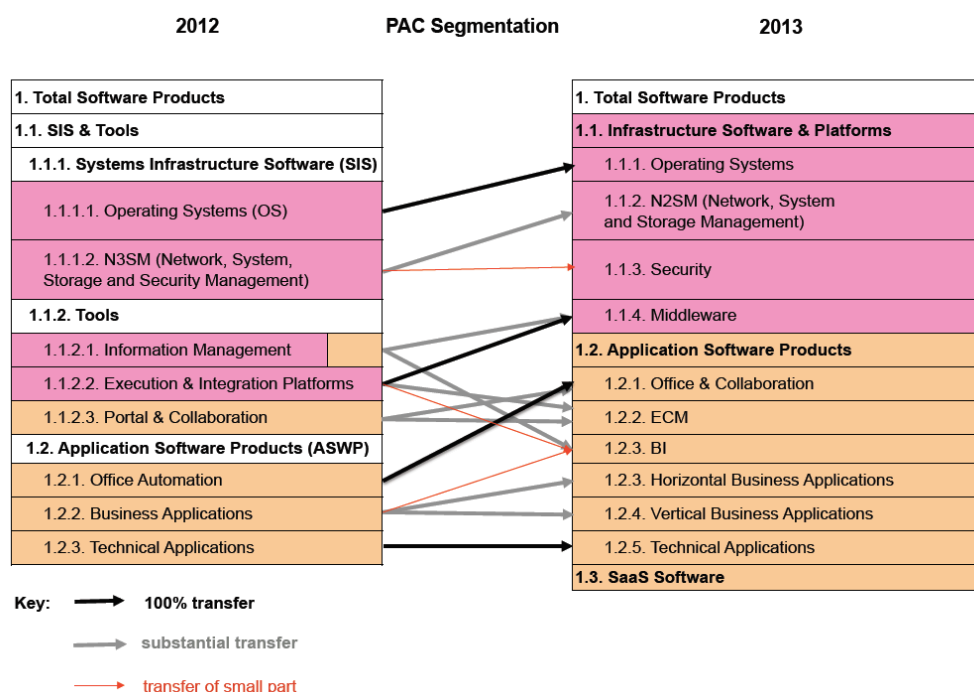 2012
PAC Segmentation
2013
1. Total Software Products
1.1. SIS & Tools
1.1.1. Systems Infrastructure Software (SIS)
1.1.1.1. Operating Systems (OS)
1.1.1.2. N3SM (Network, System,
Storage and Security Management)
1.1.2. Tools
1.1.2.1. Information Management
1.1.2.2. Execution & Integration Platforms
1.1.2.3. Portal & Collaboration
1.2. Application Software Products (ASWP)
1.2.1. Office Automation
1.2.2. Business Applications
1.2.3. Technical Applications
1. Total Software Products
1.1. Infrastructure Software & Platforms
1.1.1. Operating Systems
1.1.2. N2SM (Network, System
and Storage Management)
1.1.3. Security
1.1.4. Middleware
1.2. Application Software Products
1.2.1. Office & Collaboration
1.2.2. ECM
1.2.3. BI
1.2.3. Horizontal Business Applications
1.2.4. Vertical Business Applications
1.2.5. Technical Applications
1.3. SaaS Software
Key:
100% transfer
substantial transfer
transfer of small part